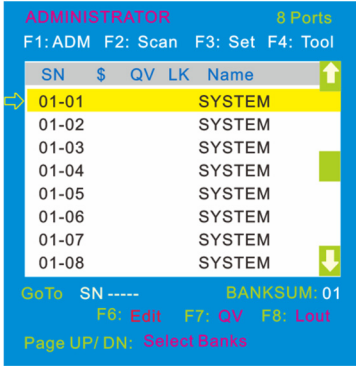 ADMINISTRATOR 8 Ports
F1: ADM F2: Scan F3: Set F4: Tool
SN $ QV LK Name
01-01 SYSTEM
01-02 SYSTEM
01-03 SYSTEM
01-04 SYSTEM
01-05 SYSTEM
01-06 SYSTEM
01-07 SYSTEM
01-08 SYSTEM
GoTo SN ----- BANKSUM: 01
F6: Edit F7: QV F8: Lout
Page UP/ DN: Select Banks